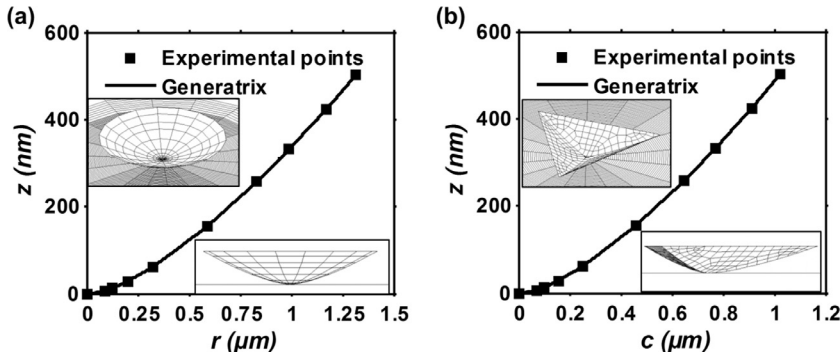 (a)
600
400
200
0
z (nm)
■ Experimental points
Generatrix
0 0.25 0.5 0.75 1 1.25 1.5
r (µm)
(b)
600
400
200
0
z (nm)
■ Experimental points
Generatrix
0 0.2 0.4 0.6 0.8 1 1.2
c (µm)